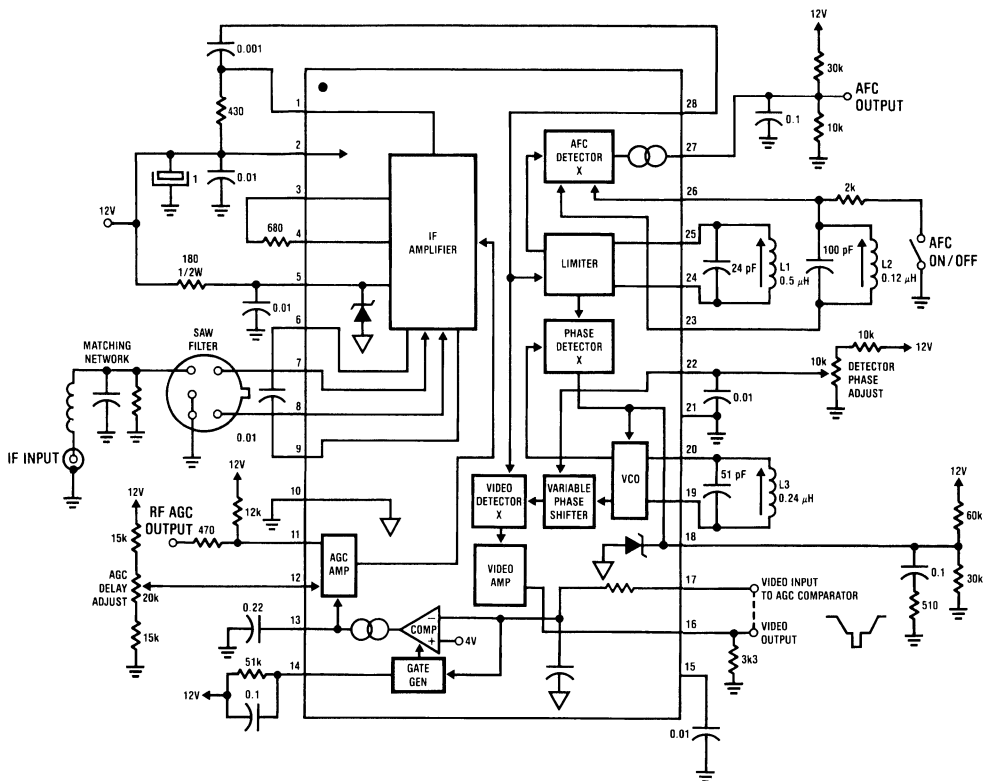 12V
0.001
30k
AFC
OUTPUT
430
1
28
0.1
10k
2
AFC
DETECTOR
X
27
1
0.01
26
2k
3
IF
AMPLIFIER
12V
680
4
25
LIMITER
24 pF
L1
0.5 μH
100 pF
L2
0.12 μH
AFC
ON/OFF
180
1/2W
5
24
0.01
6
PHASE
DETECTOR
X
23
MATCHING
NETWORK
SAW
FILTER
7
10k
12V
22
10k
DETECTOR
PHASE
ADJUST
0.01
8
21
0.01
9
IF INPUT
20
VCO
51 pF
L3
0.24 μH
19
VIDEO
DETECTOR
X
VARIABLE
PHASE
SHIFTER
12V
12V
10
12k
RF AGC
OUTPUT
470
11
12V
60k
18
15k
AGC
AMP
VIDEO
AMP
0.1
30k
AGC
DELAY
ADJUST
20k
12
17
VIDEO INPUT
TO AGC COMPARATOR
510
0.22
13
COMP
−
+
4V
16
VIDEO
OUTPUT
15k
3k3
51k
14
GATE
GEN
15
12V
0.1
0.01